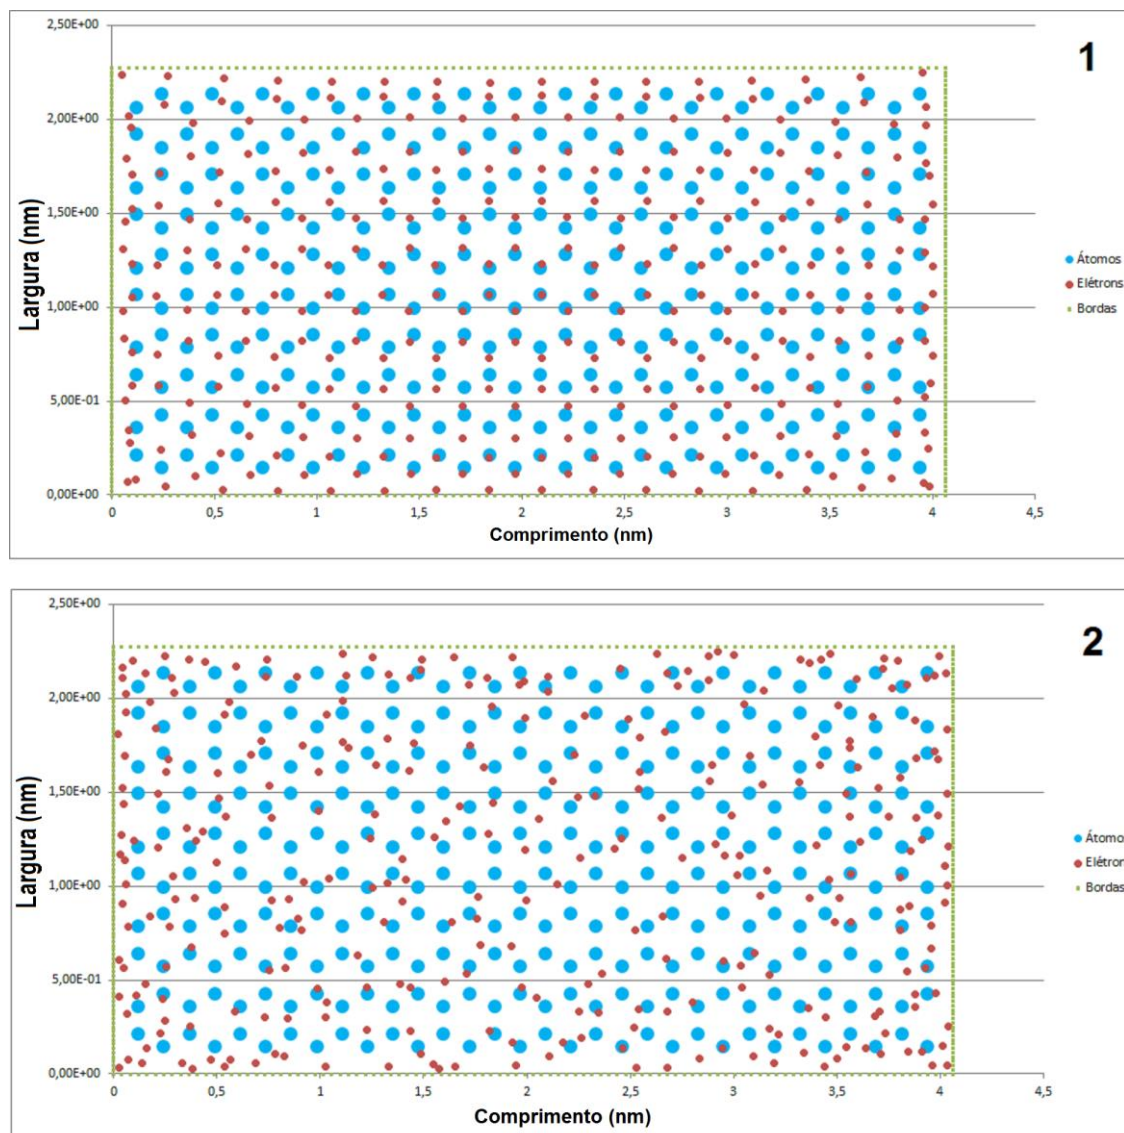 1
2,50E+00
2,00E+00
1,50E+00
1,00E+00
5,00E-01
0,00E+00
Largura (nm)
0
0,5
1
1,5
2
2,5
3
3,5
4
4,5
Comprimento (nm)
Átomos
Elétrons
Bordas
2
2,50E+00
2,00E+00
1,50E+00
1,00E+00
5,00E-01
0,00E+00
Largura (nm)
0
0,5
1
1,5
2
2,5
3
3,5
4
4,5
Comprimento (nm)
Átomo
Elétron
Bordas